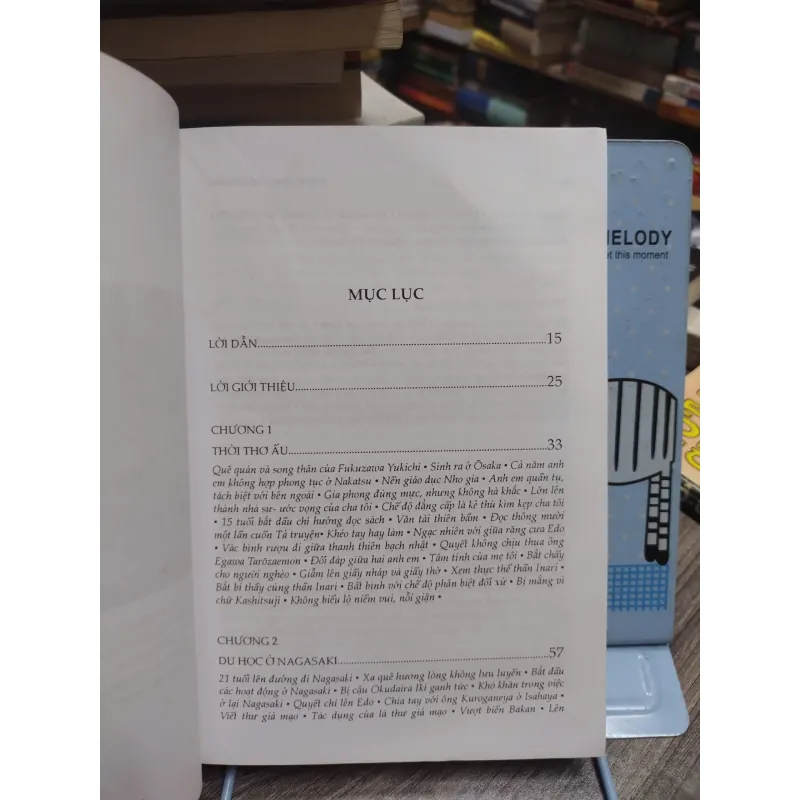 MỤC LỤC
LỜI DẪN 15
LỜI GIỚI THIỆU 25
CHƯƠNG 1
THỜI THƠ ẤU 33
Quê quán và song thân của Fukuzawa Yukichi • Sinh ra ở Ōsaka • Cả năm anh
em không hợp phong tục ở Nakatsu • Nền giáo dục Nho gia • Anh em quấn tụ,
tách biệt với bên ngoài • Gia phong đúng mực, nhưng không hà khắc • Lớn lên
thành nhà sư- ước vọng của cha tôi • Chế độ đẳng cấp là kẻ thù kìm kẹp cha tôi
• 15 tuổi bắt đầu chí hướng đọc sách • Văn tài thiên bẩm • Đọc thông mười
một lần cuốn Tả truyện• Khéo tay hay làm • Ngạc nhiên với giũa răng cưa Edo
• Vác bình rượu đi giữa thanh thiên bạch nhật • Quyết không chịu thua ông
Egawa Tarōzaemon • Đối đáp giữa hai anh em • Tấm tính của mẹ tôi • Bắt chấy
cho người nghèo • Giẫm lên giấy nháp và giấy thờ • Xem thực thể thần Inari •
Bất bì thấy cúng thần Inari • Bất bình với chế độ phân biệt đối xử • Bị mắng vì
chữ Kashitsuji • Không biểu lộ niềm vui, nỗi giận •
CHƯƠNG 2
DU HỌC Ở NAGASAKI 57
21 tuổi lên đường đi Nagasaki • Xa quê hương lòng không lưu luyến • Bắt đầu
các hoạt động ở Nagasaki • Bị cậu Okudaira Iki ganh tức • Khó khăn trong việc
ở lại Nagasaki • Quyết chí lên Edo • Chia tay với ông Kuroganeya ở Isahaya •
Viết thư giả mạo • Tác dụng của lá thư giả mạo • Vượt biển Bakan • Lên
MELODY
this moment